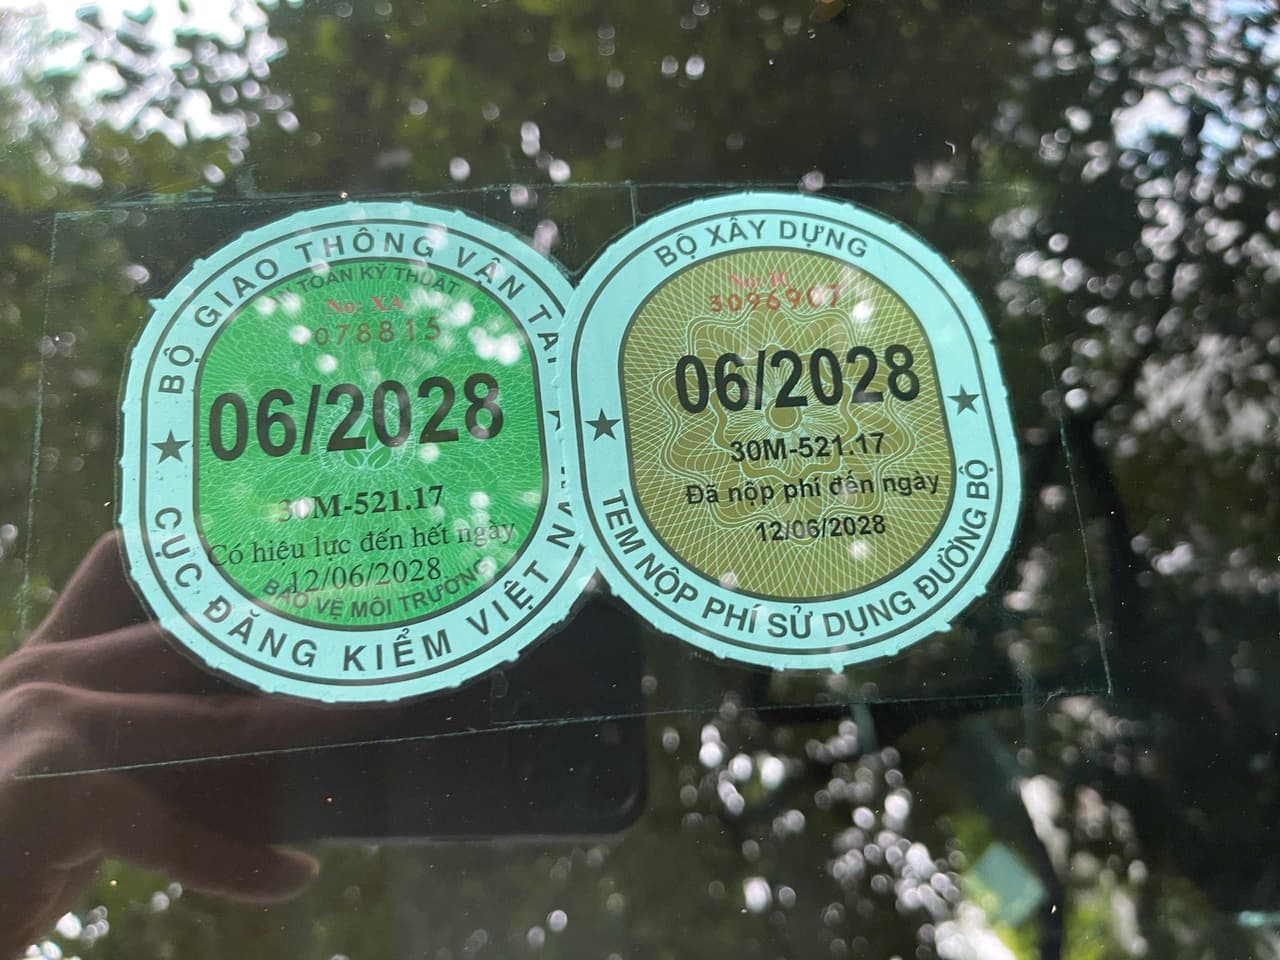 BỘ GIAO THÔNG VẬN TẢI
TOÀN KỸ THUẬT
No: XA
078815
06/2028
30M-521.17
Có hiệu lực đến hết ngày
12/06/2028
BẢO VỆ MÔI TRƯỜNG
CỤC ĐĂNG KIỂM VIỆT N
BỘ XÂY DỰNG
3096907
06/2028
30M-521.17
Đã nộp phí đến ngày
12/06/2028
TEM NỘP PHÍ SỬ DỤNG ĐƯỜNG BỘ